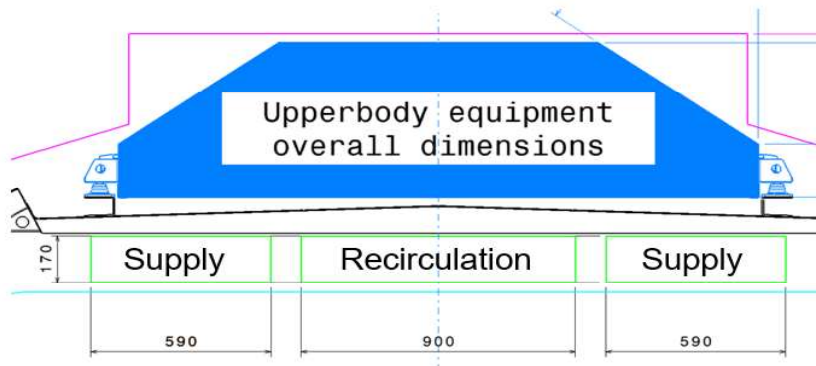 Upperbody equipment
overall dimensions
170
Supply
Recirculation
Supply
590
900
590